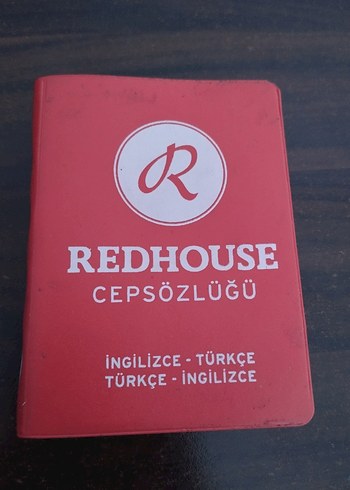 R
REDHOUSE
CEPSÖZLÜĞÜ
İNGİLİZCE - TÜRKÇE
TÜRKÇE - İNGİLİZCE